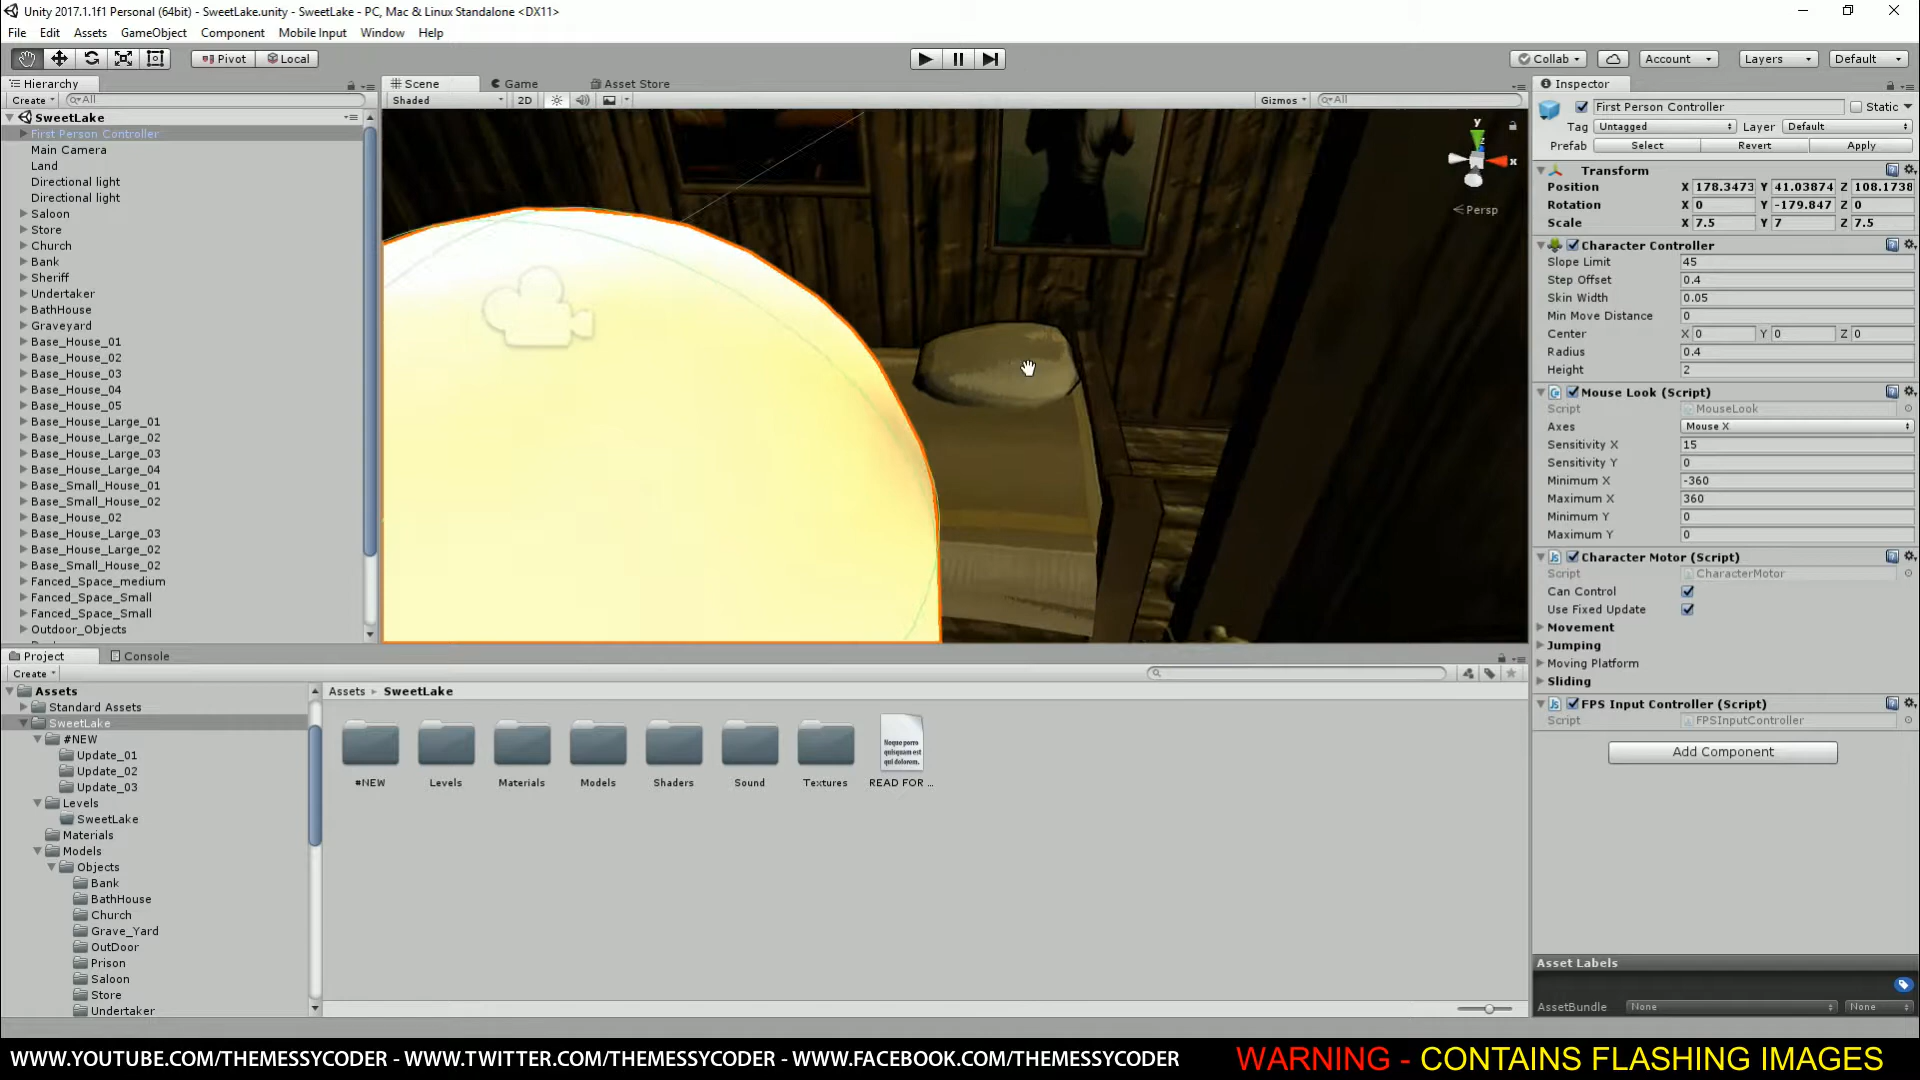 Unity 2017.1.1f1 Personal (64bit) - SweetLake.unity - SweetLake - PC, Mac & Linux Standalone <DX11>
File Edit Assets GameObject Component Mobile Input Window Help
Pivot Local
Collab Account Layers Default
Hierarchy
Create All
SweetLake
First Person Controller
Main Camera
Land
Directional light
Directional light
Saloon
Store
Church
Bank
Sheriff
Undertaker
BathHouse
Graveyard
Base_House_01
Base_House_02
Base_House_03
Base_House_04
Base_House_05
Base_House_Large_01
Base_House_Large_02
Base_House_Large_03
Base_House_Large_04
Base_Small_House_01
Base_Small_House_02
Base_House_02
Base_House_Large_03
Base_House_Large_02
Base_Small_House_02
Fanced_Space_medium
Fanced_Space_Small
Fanced_Space_Small
Outdoor_Objects
Scene Game Asset Store
Shaded 2D Gizmos All
y
z
x
Persp
Inspector
First Person Controller Static
Tag Untagged Layer Default
Prefab Select Revert Apply
Transform
Position X 178.3473 Y 41.03874 Z 108.1738
Rotation X 0 Y -179.847 Z 0
Scale X 7.5 Y 7 Z 7.5
Character Controller
Slope Limit 45
Step Offset 0.4
Skin Width 0.05
Min Move Distance 0
Center X 0 Y 0 Z 0
Radius 0.4
Height 2
Mouse Look (Script)
Script MouseLook
Axes Mouse X
Sensitivity X 15
Sensitivity Y 0
Minimum X -360
Maximum X 360
Minimum Y 0
Maximum Y 0
Character Motor (Script)
Script CharacterMotor
Can Control
Use Fixed Update
Movement
Jumping
Moving Platform
Sliding
FPS Input Controller (Script)
Script FPSInputController
Add Component
Asset Labels
AssetBundle None None
Project Console
Create
Assets
Standard Assets
SweetLake
#NEW
Update_01
Update_02
Update_03
Levels
SweetLake
Materials
Models
Objects
Bank
BathHouse
Church
Grave_Yard
OutDoor
Prison
Saloon
Store
Undertaker
Assets SweetLake
Neque porro
quisquam est
qui dolorem.
#NEW Levels Materials Models Shaders Sound Textures READ FOR ...
WWW.YOUTUBE.COM/THEMESSYCODER - WWW.TWITTER.COM/THEMESSYCODER - WWW.FACEBOOK.COM/THEMESSYCODER
WARNING - CONTAINS FLASHING IMAGES